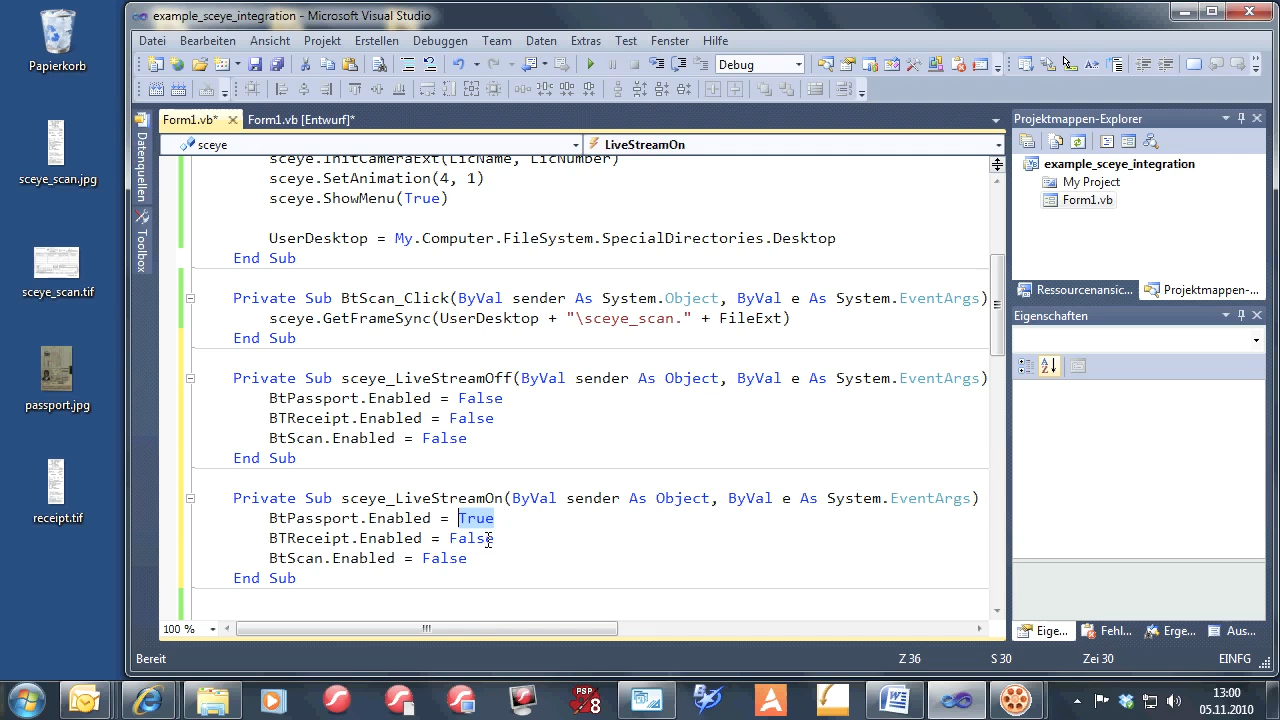 example_sceye_integration - Microsoft Visual Studio
Datei Bearbeiten Ansicht Projekt Erstellen Debuggen Team Daten Extras Test Fenster Hilfe
Debug
Form1.vb* Form1.vb [Entwurf]*
sceye LiveStreamOn
sceye.InitCameraExt(LicName, LicNumber)
sceye.SetAnimation(4, 1)
sceye.ShowMenu(True)
UserDesktop = My.Computer.FileSystem.SpecialDirectories.Desktop
End Sub
Private Sub BtScan_Click(ByVal sender As System.Object, ByVal e As System.EventArgs)
sceye.GetFrameSync(UserDesktop + "\sceye_scan." + FileExt)
End Sub
Private Sub sceye_LiveStreamOff(ByVal sender As Object, ByVal e As System.EventArgs)
BtPassport.Enabled = False
BTReceipt.Enabled = False
BtScan.Enabled = False
End Sub
Private Sub sceye_LiveStreamOn(ByVal sender As Object, ByVal e As System.EventArgs)
BtPassport.Enabled = True
BTReceipt.Enabled = False
BtScan.Enabled = False
End Sub
100 %
Bereit Z 36 S 30 Zei 30 EINFG
Datenquellen
Toolbox
Projektmappen-Explorer
example_sceye_integration
My Project
Form1.vb
Ressourcenansic... Projektmappen-...
Eigenschaften
Eige... Fehl... Erge... Aus...
Papierkorb
sceye_scan.jpg
sceye_scan.tif
passport.jpg
receipt.tif
PSP
8
13:00
05.11.2010